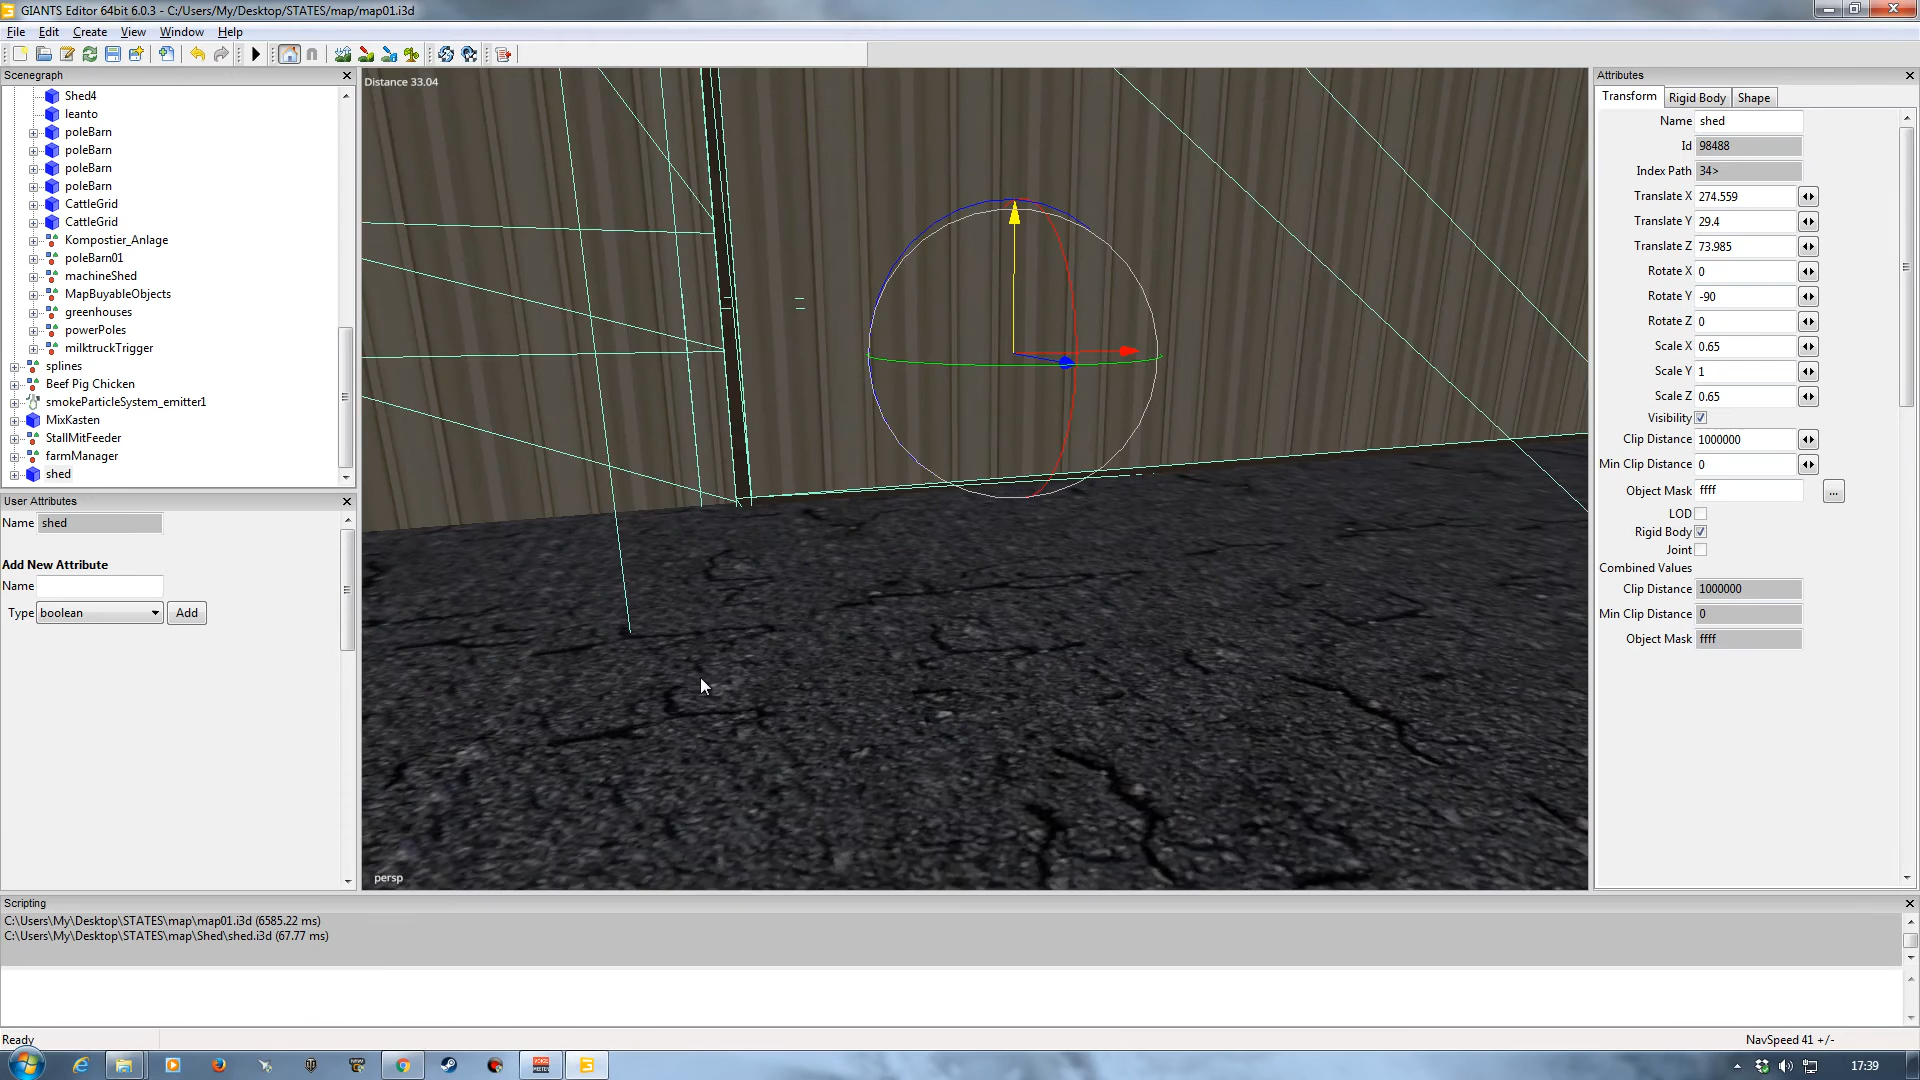 GIANTS Editor 64bit 6.0.3 - C:/Users/My/Desktop/STATES/map/map01.i3d
File Edit Create View Window Help
Scenegraph
Shed4
leanto
poleBarn
poleBarn
poleBarn
poleBarn
CattleGrid
CattleGrid
Kompostier_Anlage
poleBarn01
machineShed
MapBuyableObjects
greenhouses
powerPoles
milktruckTrigger
splines
Beef Pig Chicken
smokeParticleSystem_emitter1
MixKasten
StallMitFeeder
farmManager
shed
User Attributes
Name shed
Add New Attribute
Name
Type boolean Add
Distance 33.04
persp
Attributes
Transform Rigid Body Shape
Name shed
Id 98488
Index Path 34>
Translate X 274.559
Translate Y 29.4
Translate Z 73.985
Rotate X 0
Rotate Y -90
Rotate Z 0
Scale X 0.65
Scale Y 1
Scale Z 0.65
Visibility
Clip Distance 1000000
Min Clip Distance 0
Object Mask ffff ...
LOD
Rigid Body
Joint
Combined Values
Clip Distance 1000000
Min Clip Distance 0
Object Mask ffff
Scripting
C:\Users\My\Desktop\STATES\map\map01.i3d (6585.22 ms)
C:\Users\My\Desktop\STATES\map\Shed\shed.i3d (67.77 ms)
Ready
NavSpeed 41 +/-
17:39